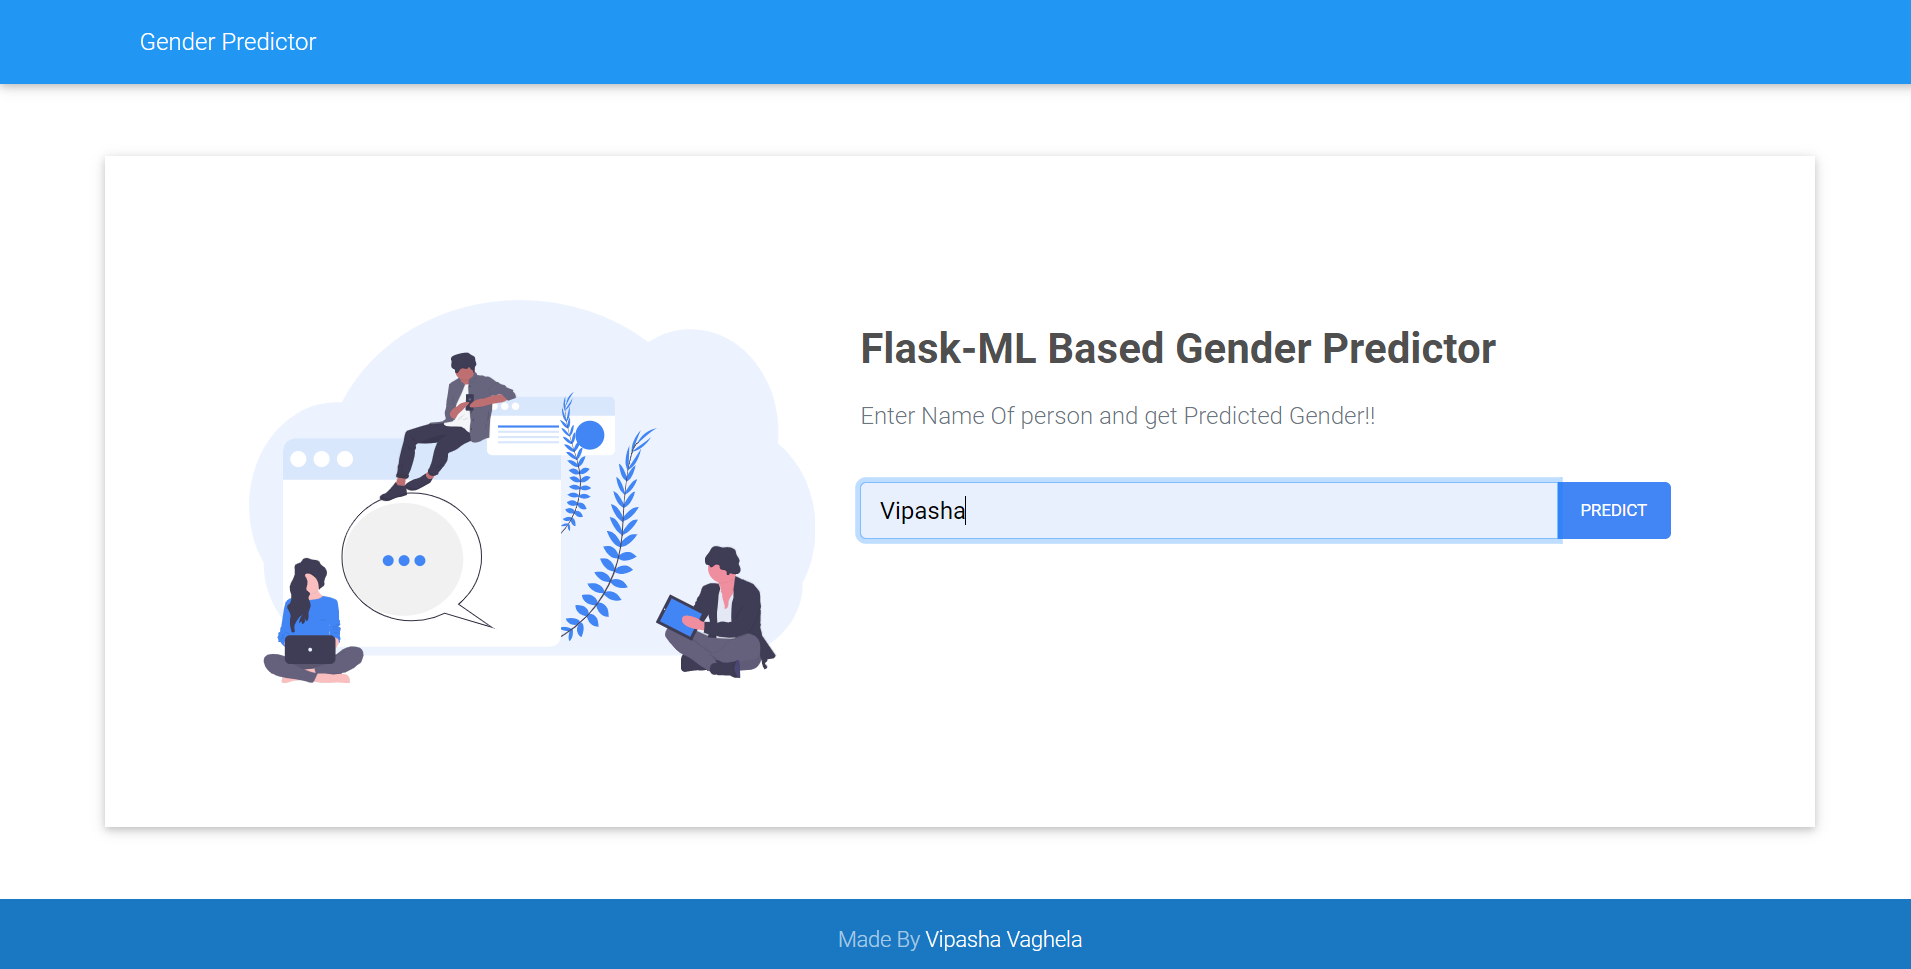 Gender Predictor
Flask-ML Based Gender Predictor
Enter Name Of person and get Predicted Gender!!
Vipasha
PREDICT
Made By Vipasha Vaghela